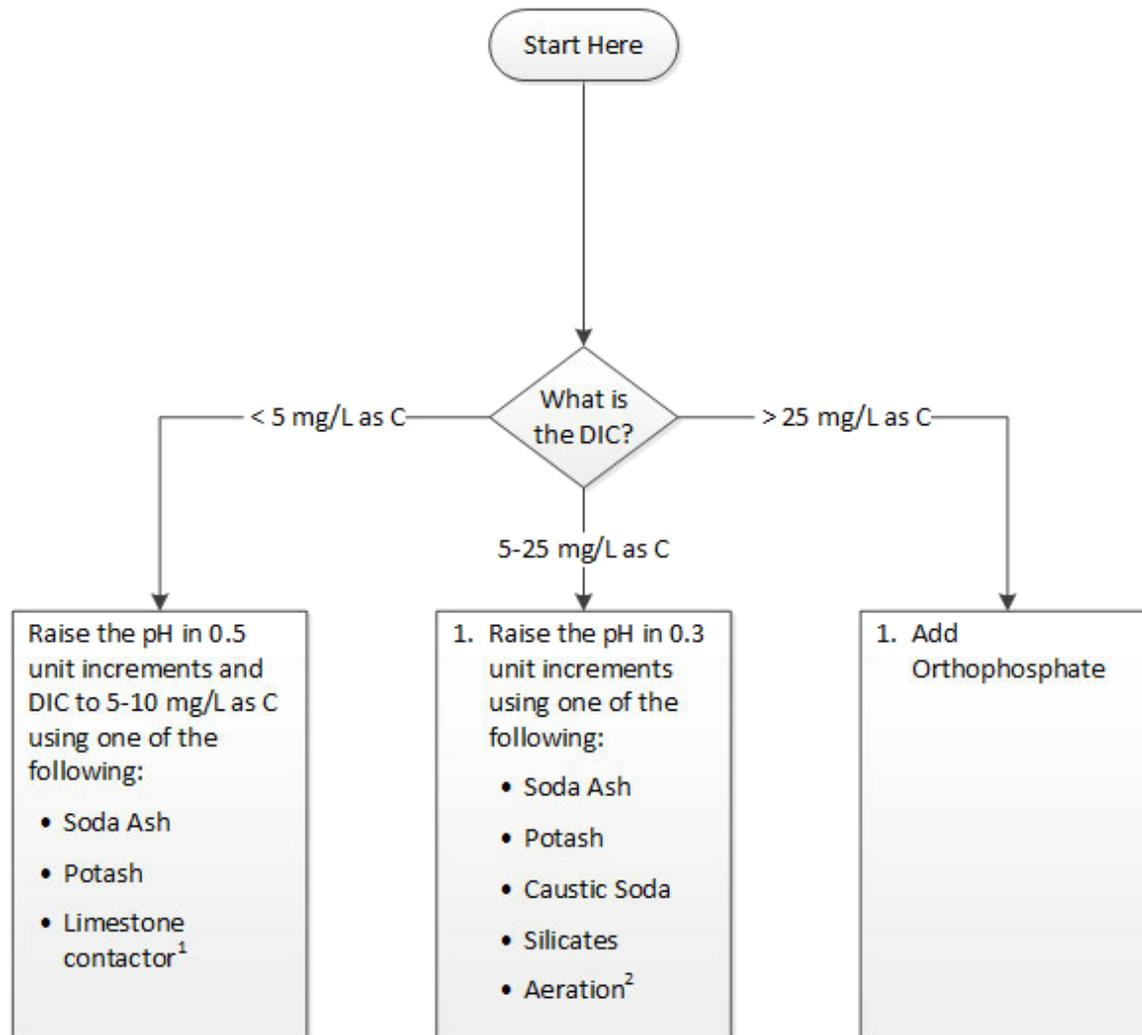 Start Here
What is
the DIC?
< 5 mg/L as C
> 25 mg/L as C
5-25 mg/L as C
Raise the pH in 0.5
unit increments and
DIC to 5-10 mg/L as C
using one of the
following:
• Soda Ash
• Potash
• Limestone
contactor¹
1. Raise the pH in 0.3
unit increments
using one of the
following:
• Soda Ash
• Potash
• Caustic Soda
• Silicates
• Aeration²
1. Add
Orthophosphate